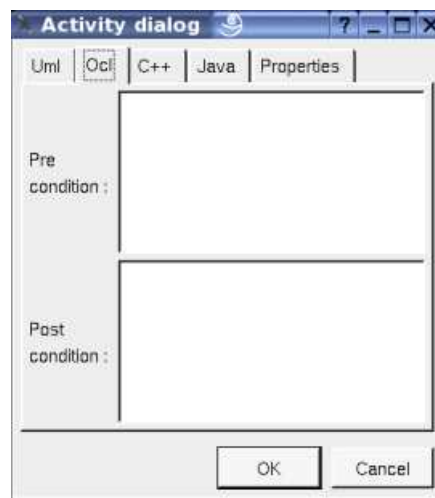 Activity dialog ? _ □ X
Uml Ocl C++ Java Properties
Pre
condition :
Post
condition :
OK Cancel